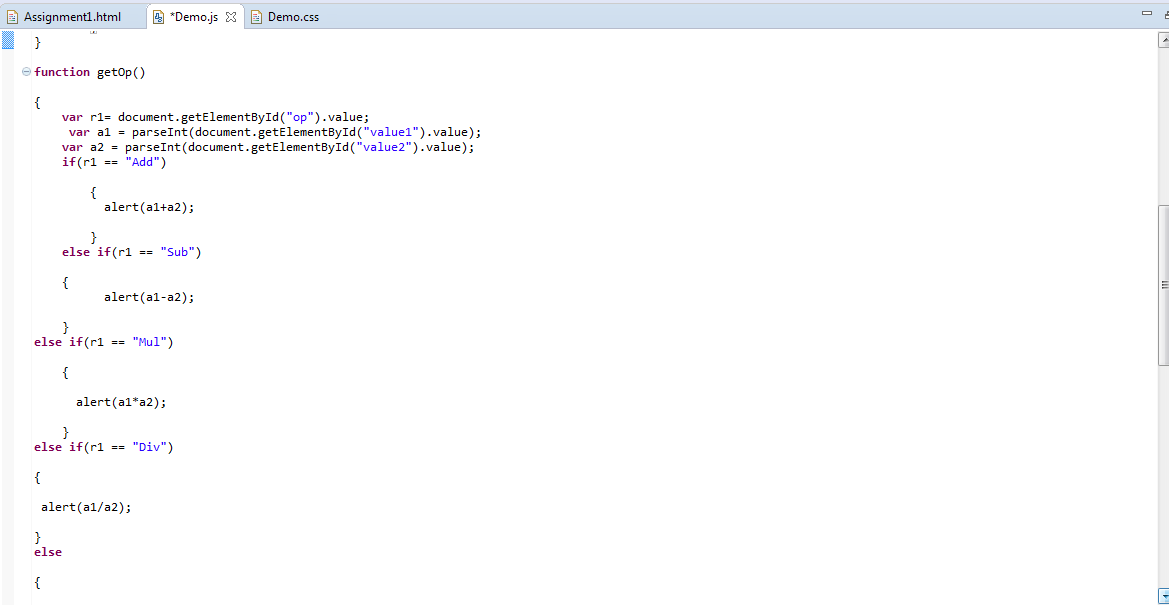 Assignment1.html *Demo.js Demo.css
}
function getOp()
{
var r1= document.getElementById("op").value;
var a1 = parseInt(document.getElementById("value1").value);
var a2 = parseInt(document.getElementById("value2").value);
if(r1 == "Add")
{
alert(a1+a2);
}
else if(r1 == "Sub")
{
alert(a1-a2);
}
else if(r1 == "Mul")
{
alert(a1*a2);
}
else if(r1 == "Div")
{
alert(a1/a2);
}
else
{